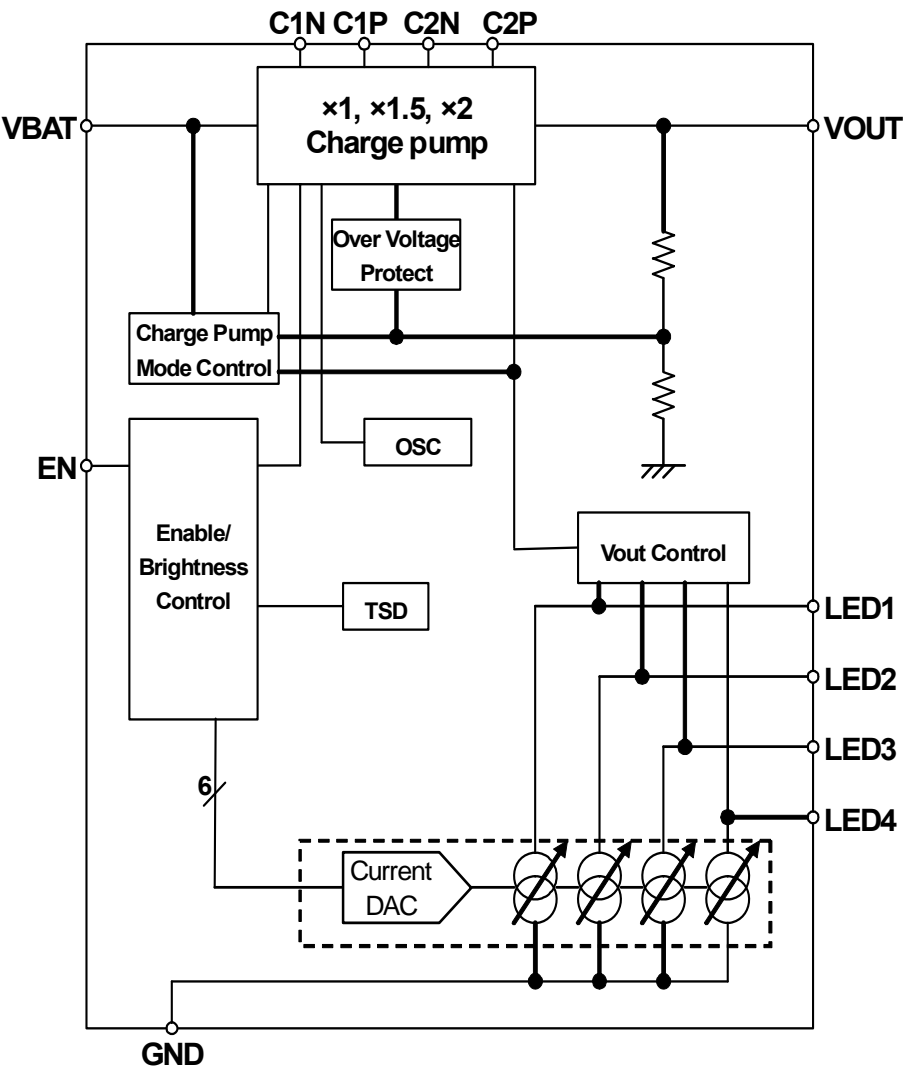 C1N C1P C2N C2P
VBAT
×1, ×1.5, ×2
Charge pump
VOUT
Over Voltage
Protect
Charge Pump
Mode Control
OSC
EN
Enable/
Brightness
Control
Vout Control
TSD
LED1
LED2
LED3
6
LED4
Current
DAC
GND